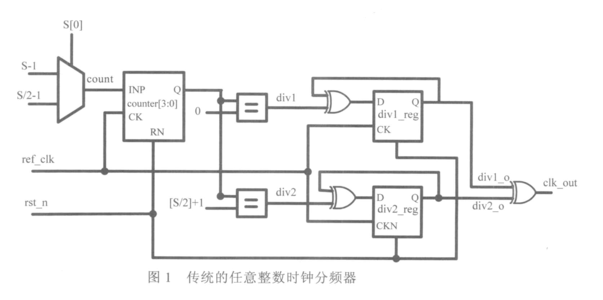 S[0]
S-1
S/2-1
count
INP
Q
counter[3:0]
CK
RN
0
div1
D
Q
div1_reg
CK
ref_clk
rst_n
[S/2]+1
div2
D
Q
div2_reg
CKN
div1_o
div2_o
clk_out
图 1 传统的任意整数时钟分频器